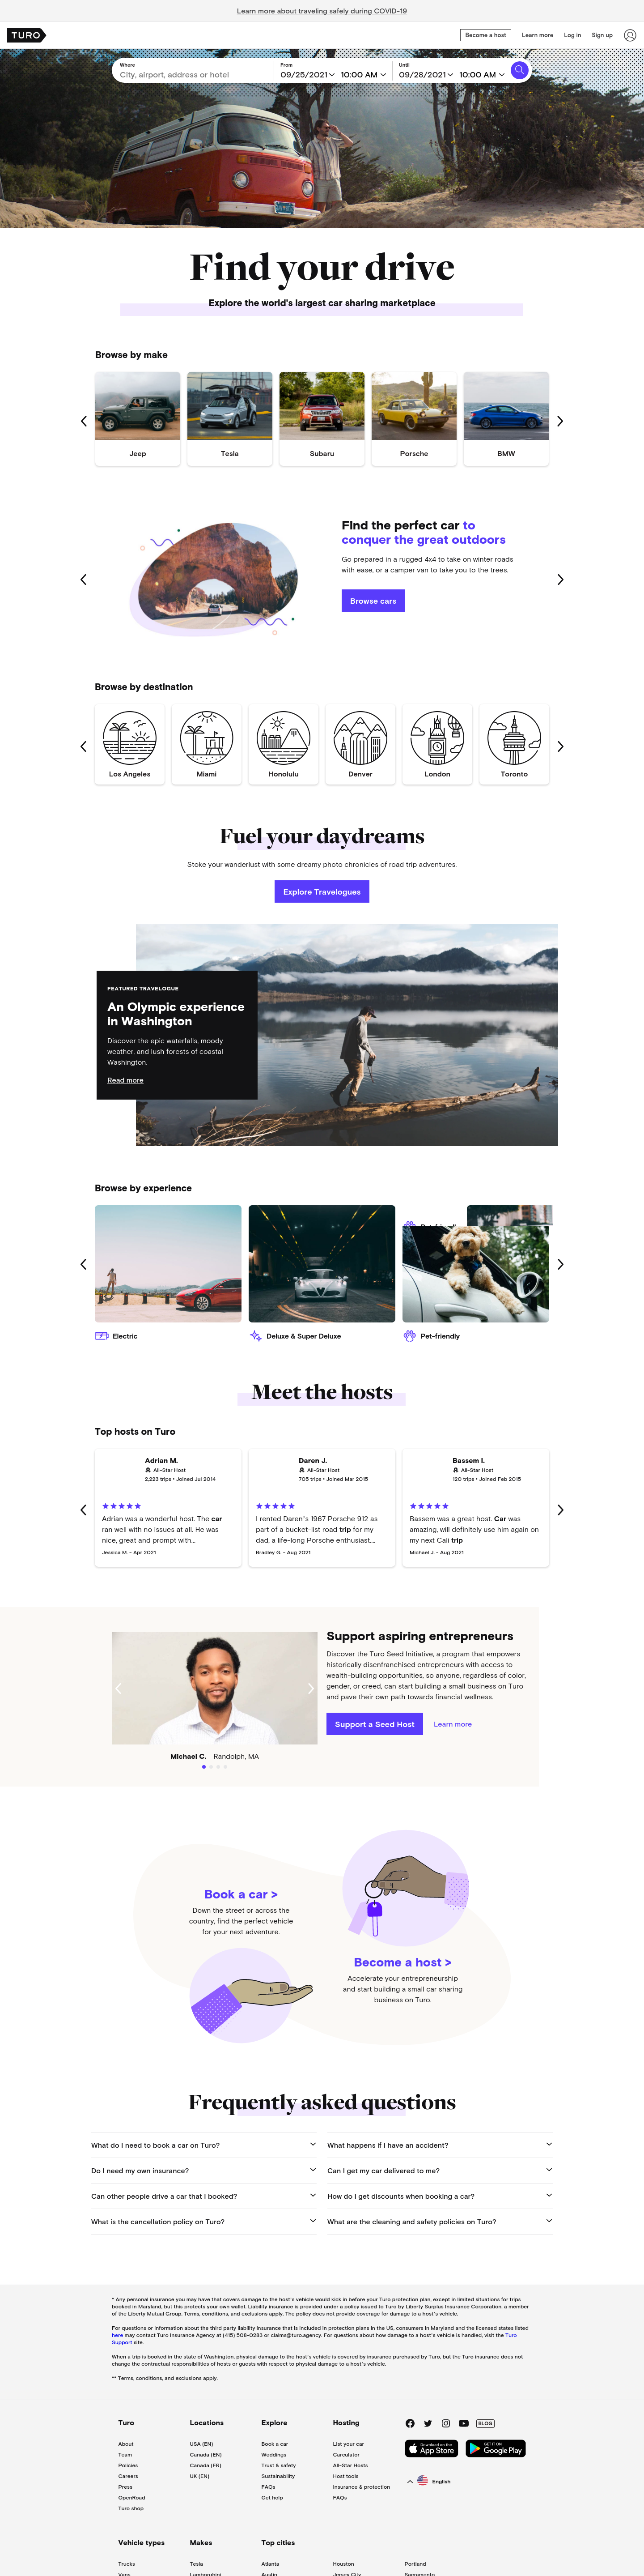 Learn more about traveling safely during COVID-19
TURO
Become a host
Learn more
Log in
Sign up
Where
City, airport, address or hotel
From
09/25/2021
10:00 AM
Until
09/28/2021
10:00 AM
Find your drive
Explore the world's largest car sharing marketplace
Browse by make
Jeep
Tesla
Subaru
Porsche
BMW
Find the perfect car to
conquer the great outdoors
Go prepared in a rugged 4x4 to take on winter roads
with ease, or a camper van to take you to the trees.
Browse cars
Browse by destination
Los Angeles
Miami
Honolulu
Denver
London
Toronto
Fuel your daydreams
Stoke your wanderlust with some dreamy photo chronicles of road trip adventures.
Explore Travelogues
FEATURED TRAVELOGUE
An Olympic experience
in Washington
Discover the epic waterfalls, moody
weather, and lush forests of coastal
Washington.
Read more
Browse by experience
Electric
Deluxe & Super Deluxe
Pet-friendly
Meet the hosts
Top hosts on Turo
Adrian M.
All-Star Host
2,223 trips • Joined Jul 2014
Adrian was a wonderful host. The car
ran well with no issues at all. He was
nice, great and prompt with...
Jessica M. - Apr 2021
Daren J.
All-Star Host
705 trips • Joined Mar 2015
I rented Daren's 1967 Porsche 912 as
part of a bucket-list road trip for my
dad, a life-long Porsche enthusiast....
Bradley G. - Aug 2021
Bassem I.
All-Star Host
120 trips • Joined Feb 2015
Bassem was a great host. Car was
amazing, will definitely use him again on
my next Cali trip
Michael J. - Aug 2021
Support aspiring entrepreneurs
Discover the Turo Seed Initiative, a program that empowers
historically disenfranchised entrepreneurs with access to
wealth-building opportunities, so anyone, regardless of color,
gender, or creed, can start building a small business on Turo
and pave their own path towards financial wellness.
Support a Seed Host
Learn more
Michael C. Randolph, MA
Book a car >
Down the street or across the
country, find the perfect vehicle
for your next adventure.
Become a host >
Accelerate your entrepreneurship
and start building a small car sharing
business on Turo.
Frequently asked questions
What do I need to book a car on Turo?
What happens if I have an accident?
Do I need my own insurance?
Can I get my car delivered to me?
Can other people drive a car that I booked?
How do I get discounts when booking a car?
What is the cancellation policy on Turo?
What are the cleaning and safety policies on Turo?
* Any personal insurance you may have that covers damage to the host's vehicle would kick in before your Turo protection plan, except in limited situations for trips
booked in Maryland, but this protects your own wallet. Liability insurance is provided under a policy issued to Turo by Liberty Surplus Insurance Corporation, a member
of the Liberty Mutual Group. Terms, conditions, and exclusions apply. The policy does not provide coverage for damage to a host's vehicle.
For questions or information about the third party liability insurance that is included in protection plans in the US, consumers in Maryland and the licensed states listed
here may contact Turo Insurance Agency at (415) 508-0283 or claims@turo.agency. For questions about how damage to a host's vehicle is handled, visit the Turo
Support site.
When a trip is booked in the state of Washington, physical damage to the host's vehicle is covered by insurance purchased by Turo, but the Turo insurance does not
change the contractual responsibilities of hosts or guests with respect to physical damage to a host's vehicle.
** Terms, conditions, and exclusions apply.
Turo
About
Team
Policies
Careers
Press
OpenRoad
Turo shop
Locations
USA (EN)
Canada (EN)
Canada (FR)
UK (EN)
Explore
Book a car
Weddings
Trust & safety
Sustainability
FAQs
Get help
Hosting
List your car
Carculator
All-Star Hosts
Host tools
Insurance & protection
FAQs
BLOG
Download on the
App Store
GET IT ON
Google Play
English
Vehicle types
Makes
Top cities
Trucks
Tesla
Atlanta
Houston
Portland
Vans
Lamborghini
Austin
Jersey City
Sacramento